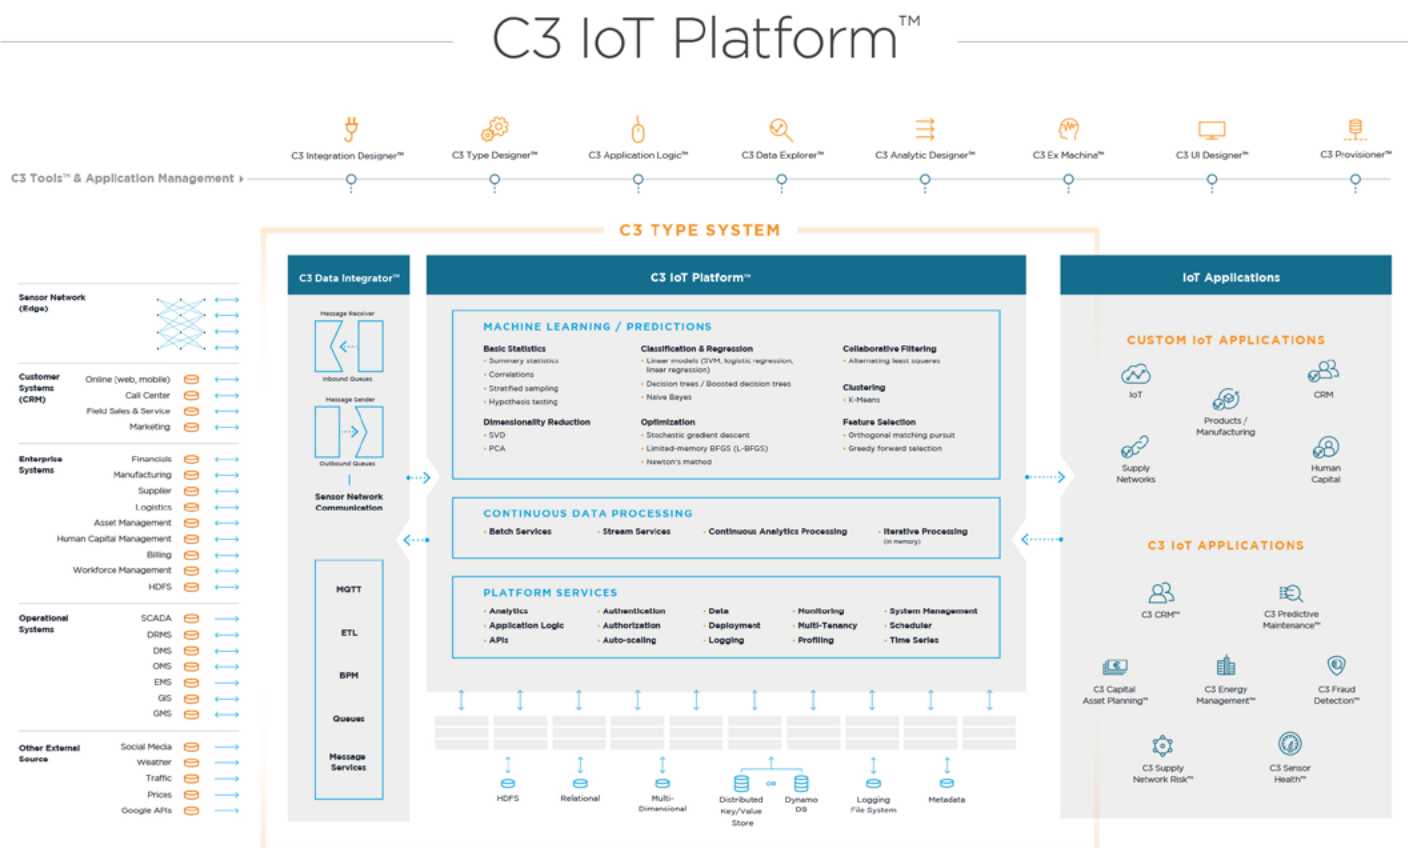 C3 IoT Platform™
C3 Integration Designer™
C3 Type Designer™
C3 Application Logic™
C3 Data Explorer™
C3 Analytic Designer™
C3 Ex Machina™
C3 UI Designer™
C3 Provisioner™
C3 Tools™ & Application Management
C3 TYPE SYSTEM
Sensor Network
(Edge)
Customer
Systems
(CRM)
Online (web, mobile)
Call Center
Field Sales & Service
Marketing
Enterprise
Systems
Financials
Manufacturing
Supplier
Logistics
Asset Management
Human Capital Management
Billing
Workforce Management
HDFS
Operational
Systems
SCADA
DRMS
DMS
OMS
EMS
GIS
GMS
Other External
Source
Social Media
Weather
Traffic
Prices
Google APIs
C3 Data Integrator™
Message Receiver
Inbound Queues
Message Sender
Outbound Queues
Sensor Network
Communication
MQTT
ETL
BPM
Queues
Message
Services
C3 IoT Platform™
MACHINE LEARNING / PREDICTIONS
Basic Statistics
• Summary statistics
• Correlations
• Stratified sampling
• Hypothesis testing
Dimensionality Reduction
• SVD
• PCA
Classification & Regression
• Linear models (SVM, logistic regression,
linear regression)
• Decision trees / Boosted decision trees
• Naive Bayes
Optimization
• Stochastic gradient descent
• Limited-memory BFGS (L-BFGS)
• Newton's method
Collaborative Filtering
• Alternating least squares
Clustering
• K-Means
Feature Selection
• Orthogonal matching pursuit
• Greedy forward selection
CONTINUOUS DATA PROCESSING
• Batch Services
• Stream Services
• Continuous Analytics Processing
• Iterative Processing
(in memory)
PLATFORM SERVICES
• Analytics
• Application Logic
• APIs
• Authentication
• Authorization
• Auto-scaling
• Data
• Deployment
• Logging
• Monitoring
• Multi-Tenancy
• Profiling
• System Management
• Scheduler
• Time Series
HDFS
Relational
Multi-
Dimensional
Distributed
Key/Value
Store
OR
Dynamo
DB
Logging
File System
Metadata
IoT Applications
CUSTOM IoT APPLICATIONS
IoT
Products /
Manufacturing
CRM
Supply
Networks
Human
Capital
C3 IoT APPLICATIONS
C3 CRM™
C3 Predictive
Maintenance™
C3 Capital
Asset Planning™
C3 Energy
Management™
C3 Fraud
Detection™
C3 Supply
Network Risk™
C3 Sensor
Health™